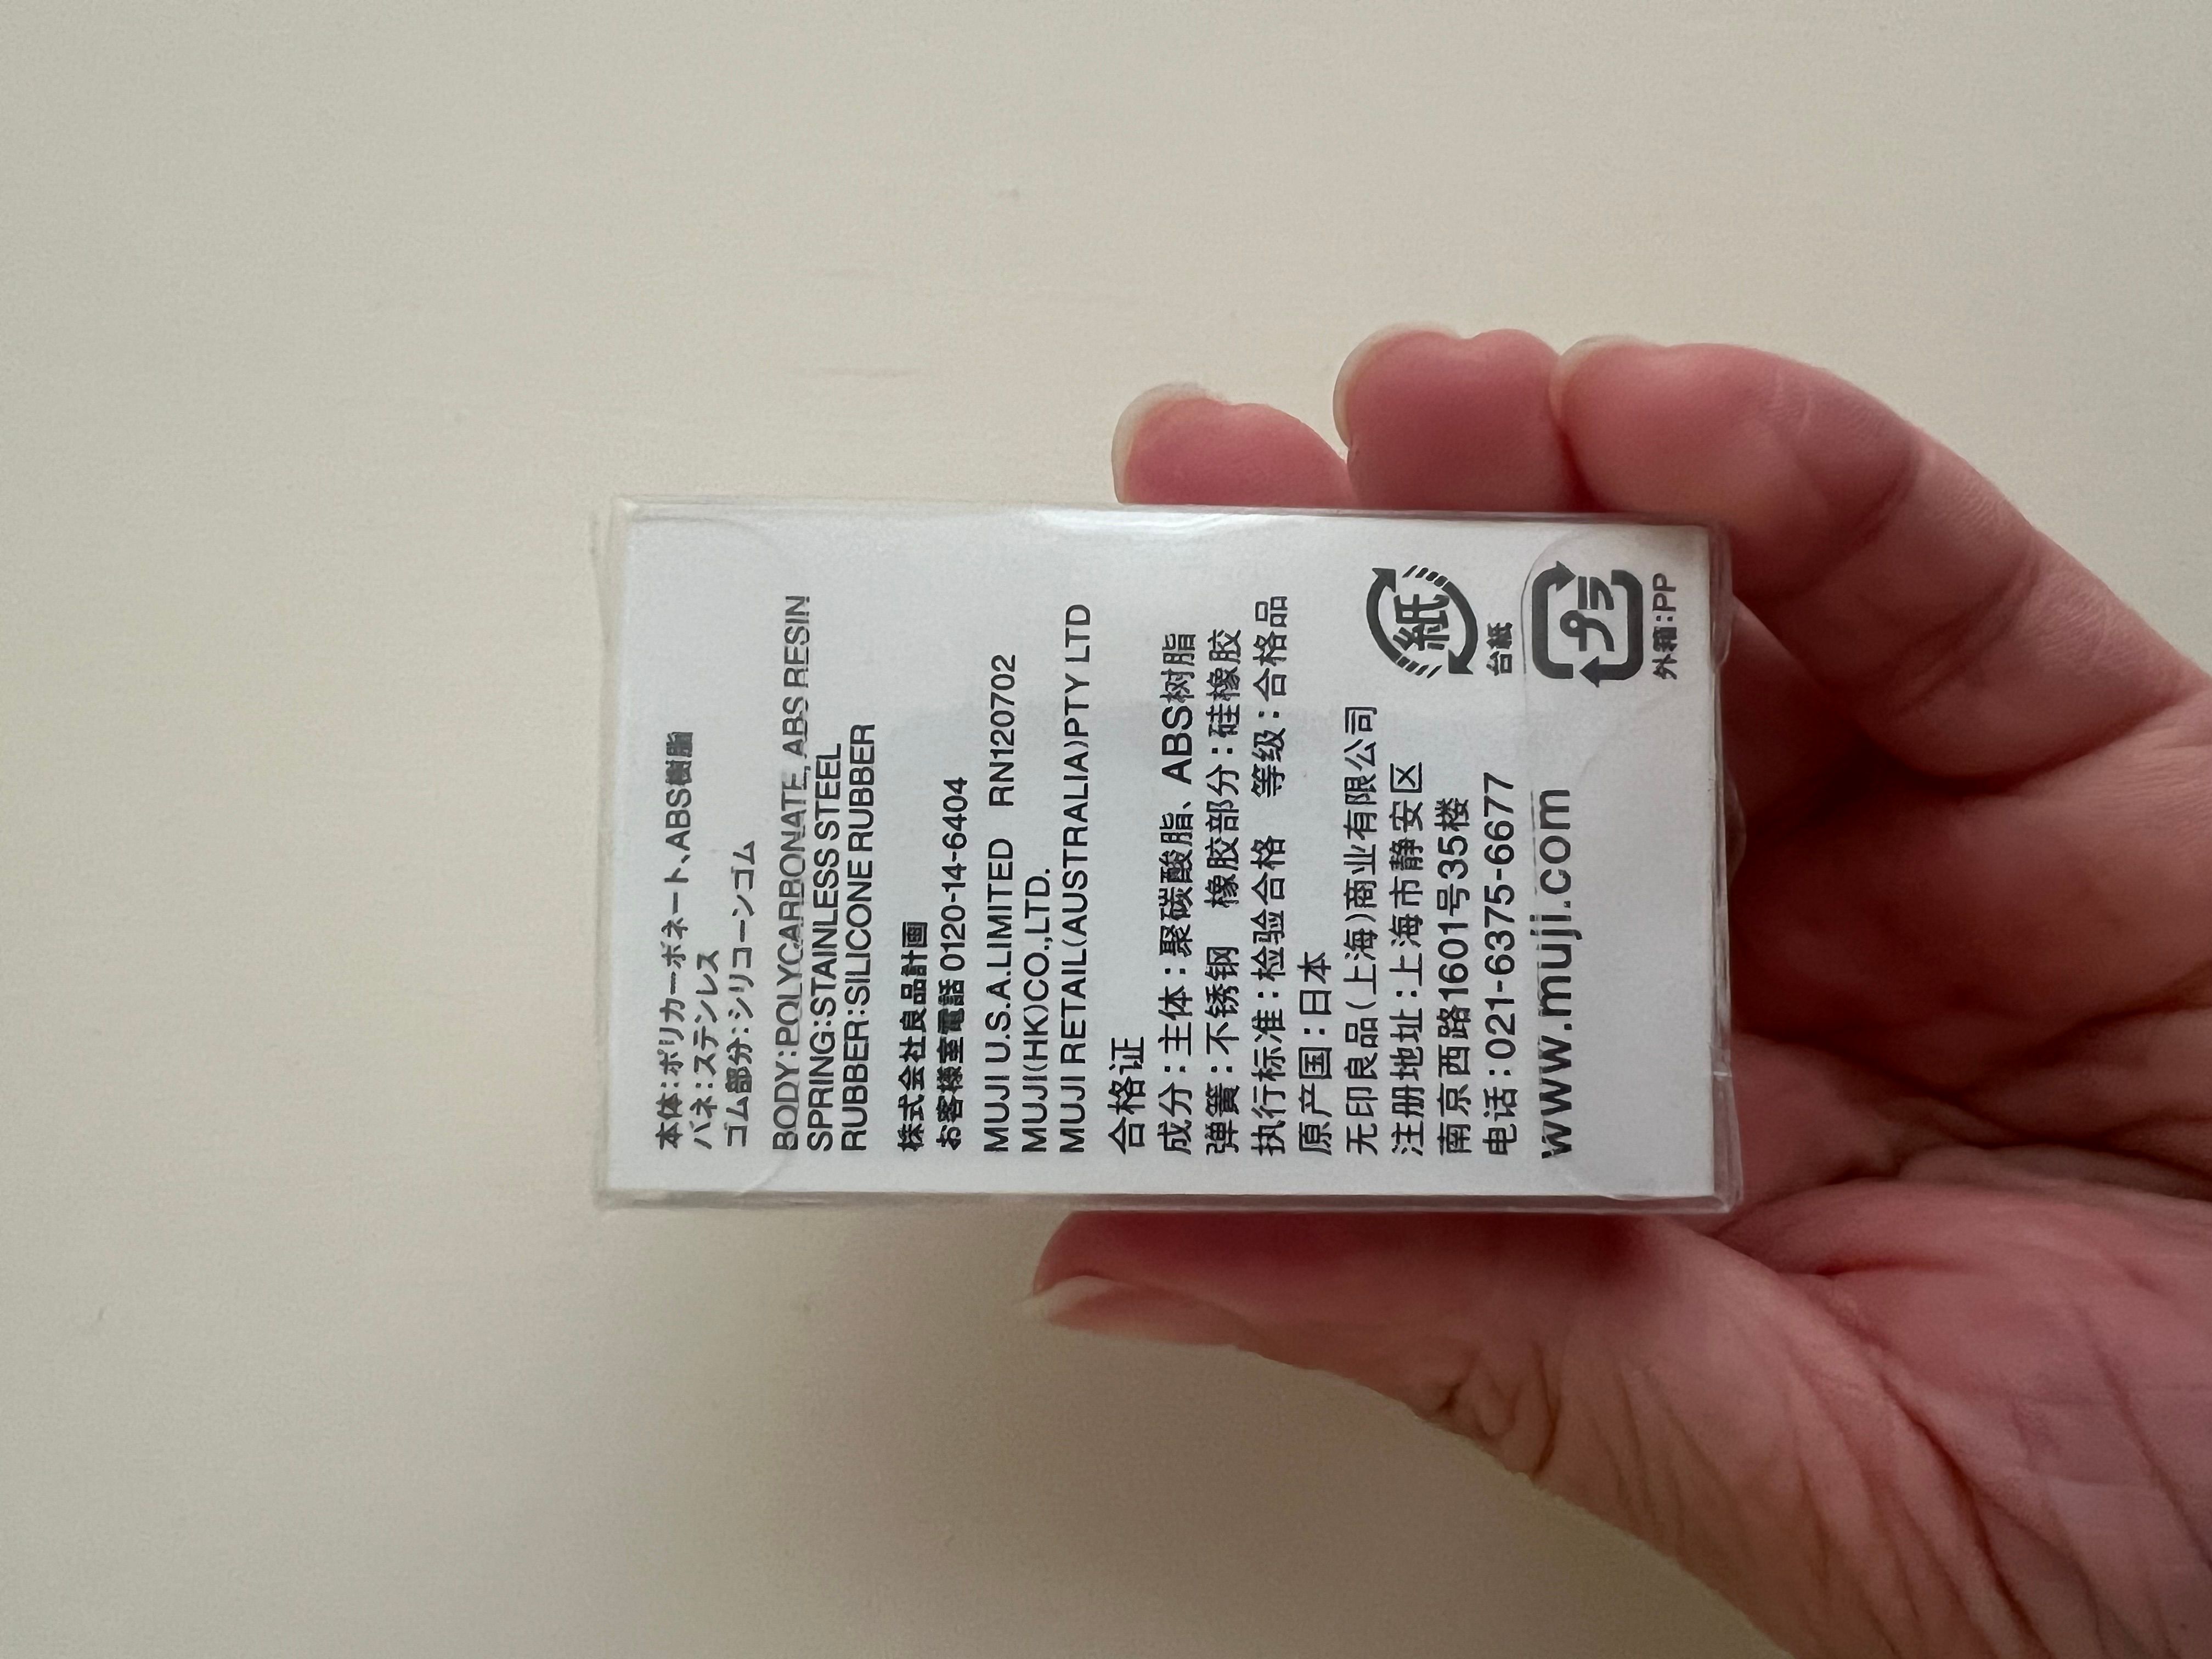 本体:ポリカーボネート、ABS樹脂
バネ:ステンレス
ゴム部分:シリコーンゴム
BODY:POLYCARBONATE, ABS RESIN
SPRING:STAINLESS STEEL
RUBBER:SILICONE RUBBER
株式会社良品計画
お客様室電話 0120-14-6404
MUJI U.S.A.LIMITED RN120702
MUJI(HK)CO.,LTD.
MUJI RETAIL(AUSTRALIA)PTY LTD
合格证
成分:主体:聚碳酸脂、ABS树脂
弹簧:不锈钢 橡胶部分:硅橡胶
执行标准:检验合格 等级:合格品
原产国:日本
无印良品(上海)商业有限公司
注册地址:上海市静安区
南京西路1601号35楼
电话:021-6375-6677
www.muji.com
紙
台紙
プラ
外箱:PP